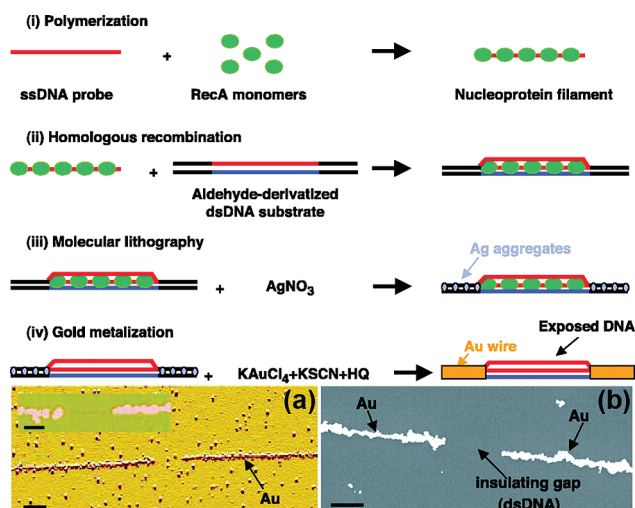 (i) Polymerization
+
ssDNA probe
RecA monomers
Nucleoprotein filament
(ii) Homologous recombination
+
Aldehyde-derivatized
dsDNA substrate
(iii) Molecular lithography
Ag aggregates
+ AgNO₃
(iv) Gold metalization
Exposed DNA
Au wire
+ KAuCl₄+KSCN+HQ
(a)
Au
(b)
Au
Au
insulating gap
(dsDNA)